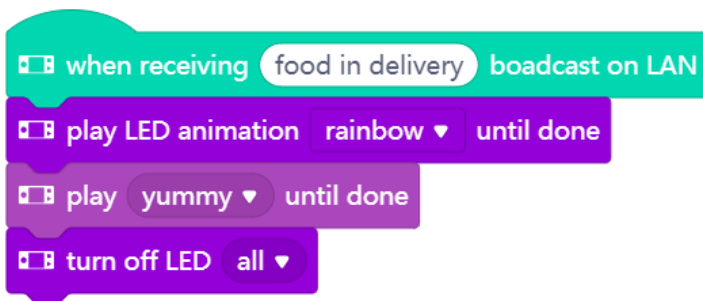 when receiving food in delivery boadcast on LAN
play LED animation rainbow until done
play yummy until done
turn off LED all